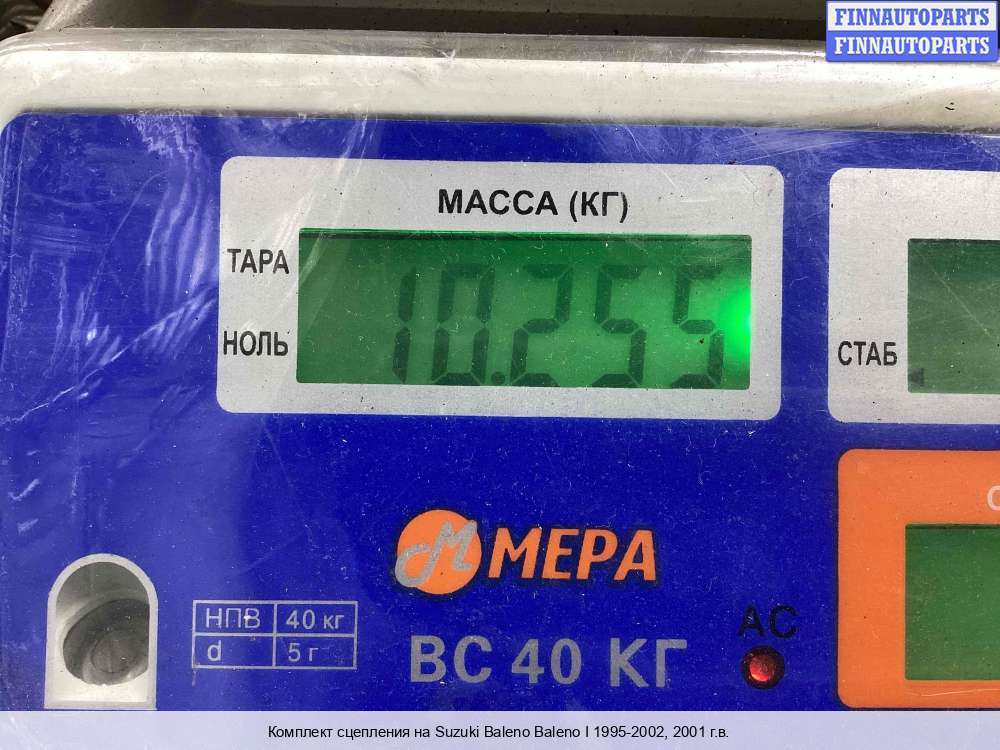 FINNAUTOPARTS
FINNAUTOPARTS
МАССА (КГ)
ТАРА
10.255
НОЛЬ
СТАБ
МЕРА
НПВ 40 кг
d 5 г
ВС 40 КГ
AC
Комплект сцепления на Suzuki Baleno Baleno I 1995-2002, 2001 г.в.